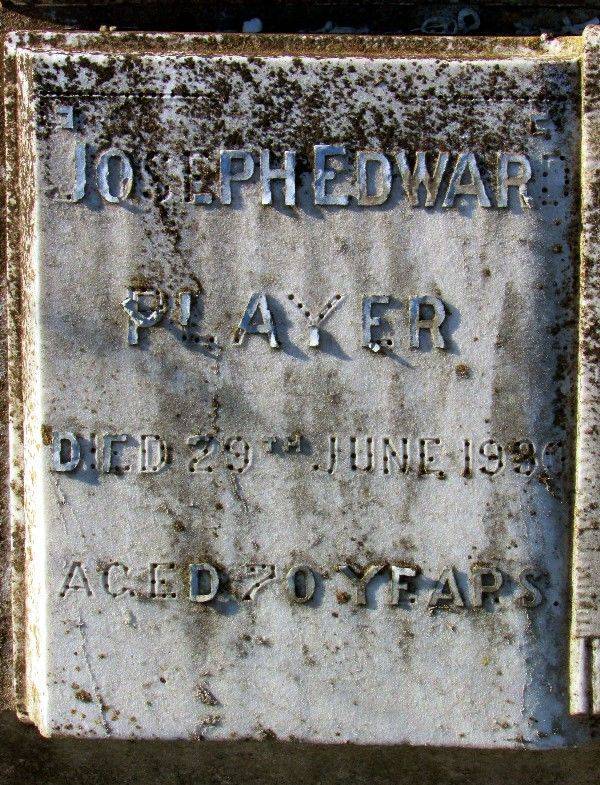 JOSEPH EDWARD
PLAYER
DIED 29TH JUNE
AGED 70 YEARS